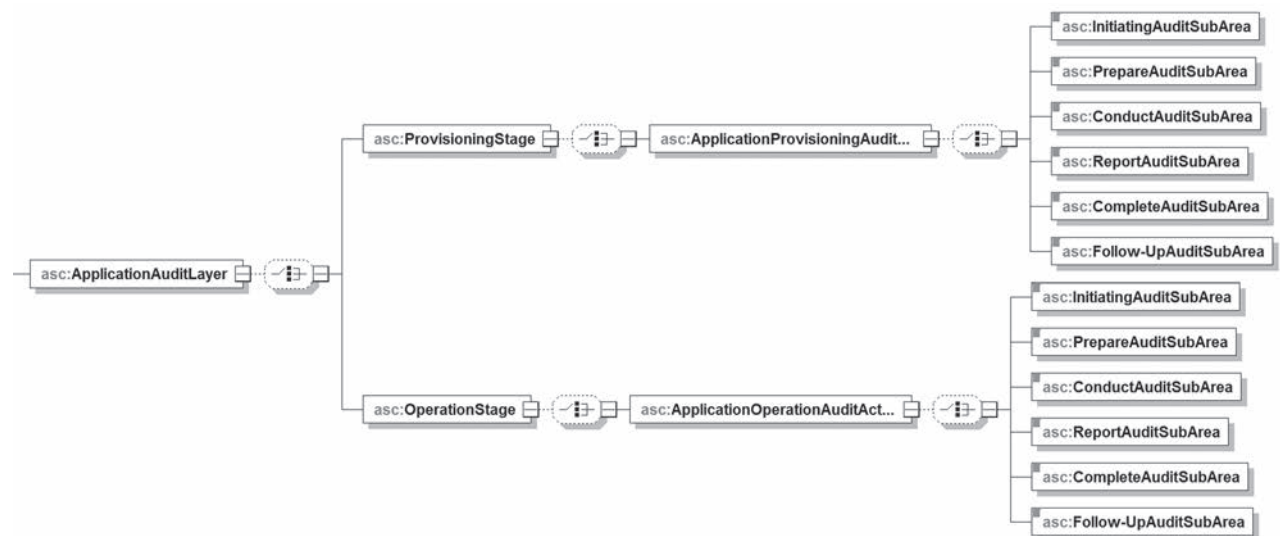 asc:InitiatingAuditSubArea
asc:PrepareAuditSubArea
asc:ProvisioningStage
asc:ApplicationProvisioningAudit...
asc:ConductAuditSubArea
asc:ReportAuditSubArea
asc:CompleteAuditSubArea
asc:Follow-UpAuditSubArea
asc:ApplicationAuditLayer
asc:InitiatingAuditSubArea
asc:PrepareAuditSubArea
asc:OperationStage
asc:ApplicationOperationAuditAct...
asc:ConductAuditSubArea
asc:ReportAuditSubArea
asc:CompleteAuditSubArea
asc:Follow-UpAuditSubArea